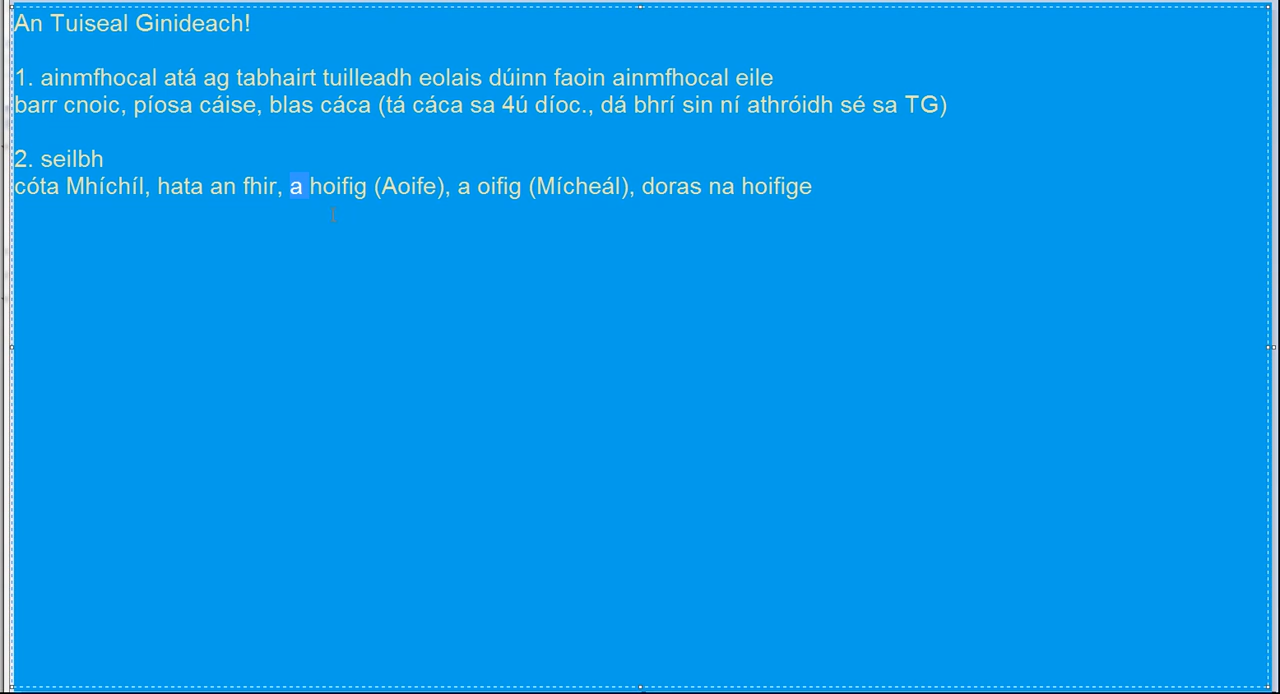 An Tuiseal Ginideach!
1. ainmfhocal atá ag tabhairt tuilleadh eolais dúinn faoin ainmfhocal eile
barr cnoic, píosa cáise, blas cáca (tá cáca sa 4ú díoc., dá bhrí sin ní athróidh sé sa TG)
2. seilbh
cóta Mhíchíl, hata an fhir, a hoifig (Aoife), a oifig (Mícheál), doras na hoifige